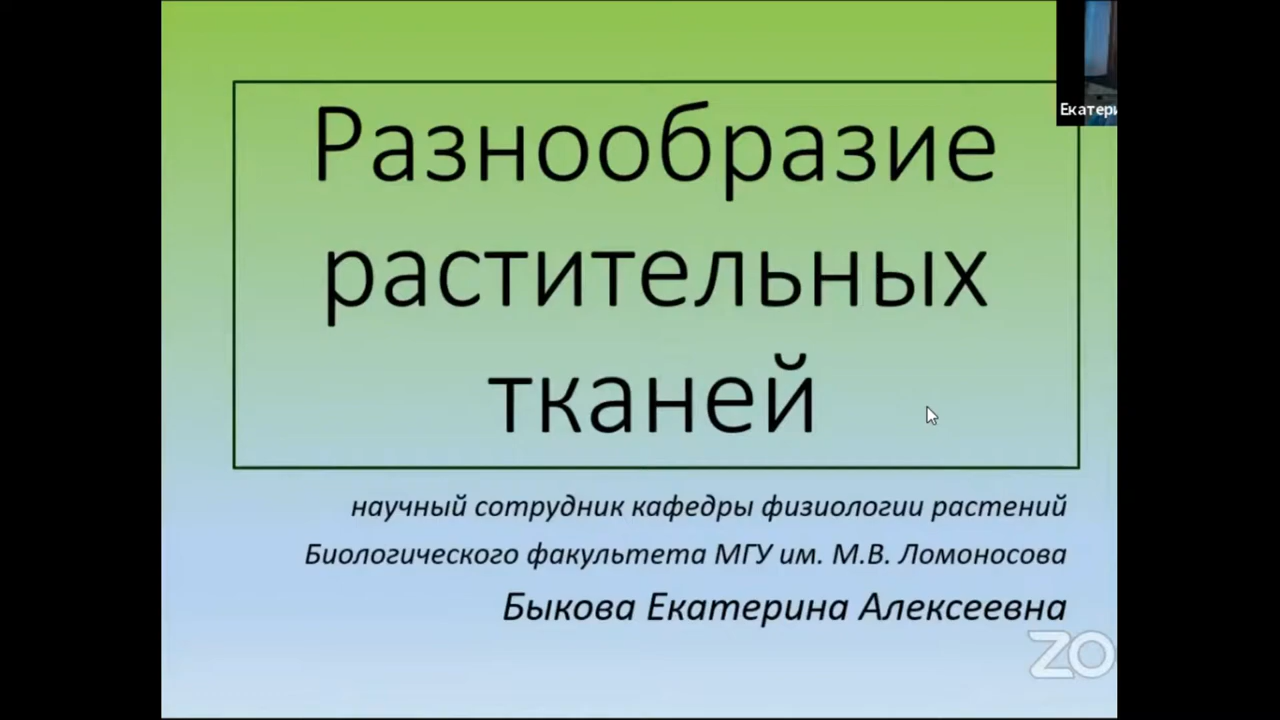 Разнообразие
растительных
тканей
научный сотрудник кафедры физиологии растений
Биологического факультета МГУ им. М.В. Ломоносова
Быкова Екатерина Алексеевна